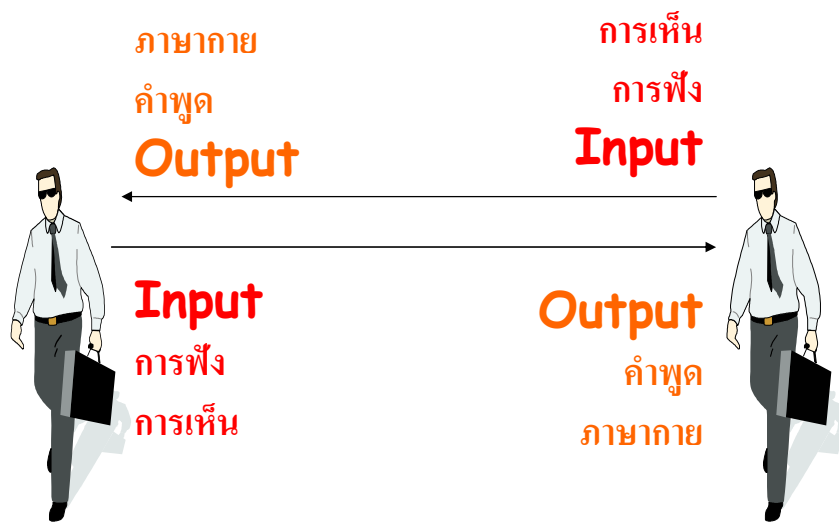 ภาษากาย
คำพูด
Output
การเห็น
การฟัง
Input
Input
การฟัง
การเห็น
Output
คำพูด
ภาษากาย